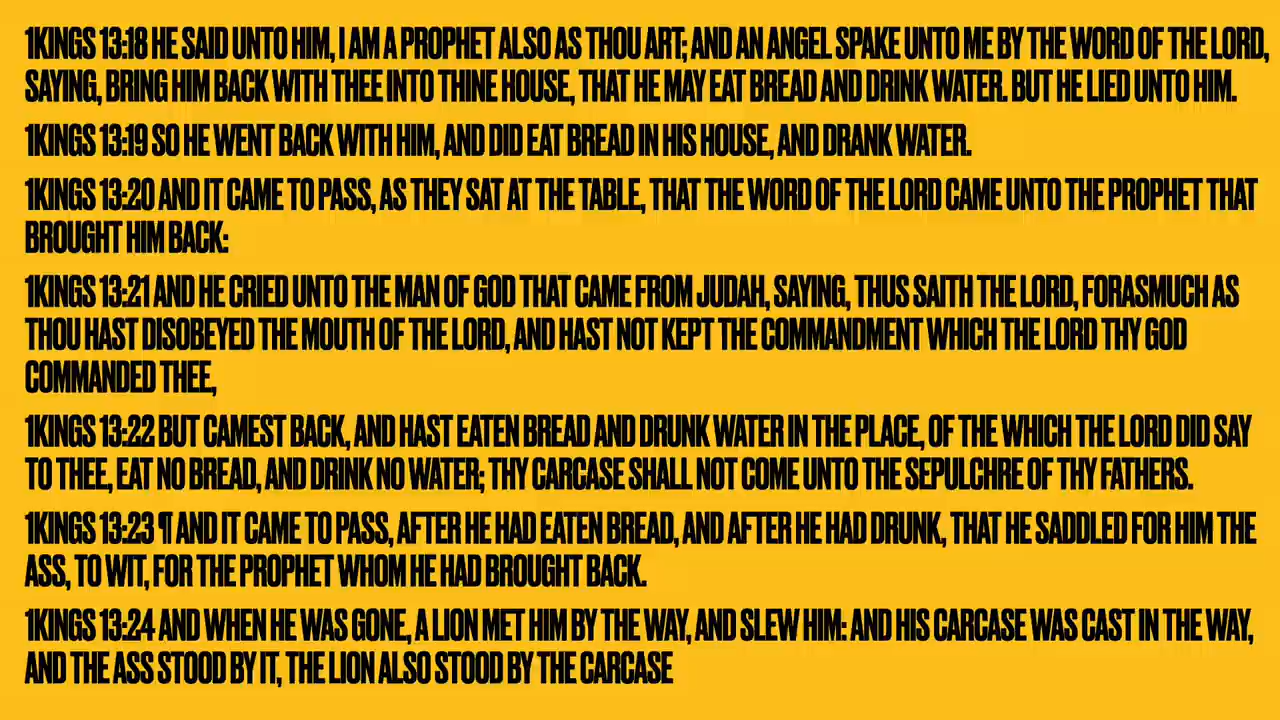 1KINGS 13:18 HE SAID UNTO HIM, I AM A PROPHET ALSO AS THOU ART; AND AN ANGEL SPAKE UNTO ME BY THE WORD OF THE LORD,
SAYING, BRING HIM BACK WITH THEE INTO THINE HOUSE, THAT HE MAY EAT BREAD AND DRINK WATER. BUT HE LIED UNTO HIM.
1KINGS 13:19 SO HE WENT BACK WITH HIM, AND DID EAT BREAD IN HIS HOUSE, AND DRANK WATER.
1KINGS 13:20 AND IT CAME TO PASS, AS THEY SAT AT THE TABLE, THAT THE WORD OF THE LORD CAME UNTO THE PROPHET THAT
BROUGHT HIM BACK:
1KINGS 13:21 AND HE CRIED UNTO THE MAN OF GOD THAT CAME FROM JUDAH, SAYING, THUS SAITH THE LORD, FORASMUCH AS
THOU HAST DISOBEYED THE MOUTH OF THE LORD, AND HAST NOT KEPT THE COMMANDMENT WHICH THE LORD THY GOD
COMMANDED THEE,
1KINGS 13:22 BUT CAMEST BACK, AND HAST EATEN BREAD AND DRUNK WATER IN THE PLACE, OF THE WHICH THE LORD DID SAY
TO THEE, EAT NO BREAD, AND DRINK NO WATER; THY CARCASE SHALL NOT COME UNTO THE SEPULCHRE OF THY FATHERS.
1KINGS 13:23 ¶ AND IT CAME TO PASS, AFTER HE HAD EATEN BREAD, AND AFTER HE HAD DRUNK, THAT HE SADDLED FOR HIM THE
ASS, TO WIT, FOR THE PROPHET WHOM HE HAD BROUGHT BACK.
1KINGS 13:24 AND WHEN HE WAS GONE, A LION MET HIM BY THE WAY, AND SLEW HIM: AND HIS CARCASE WAS CAST IN THE WAY,
AND THE ASS STOOD BY IT, THE LION ALSO STOOD BY THE CARCASE